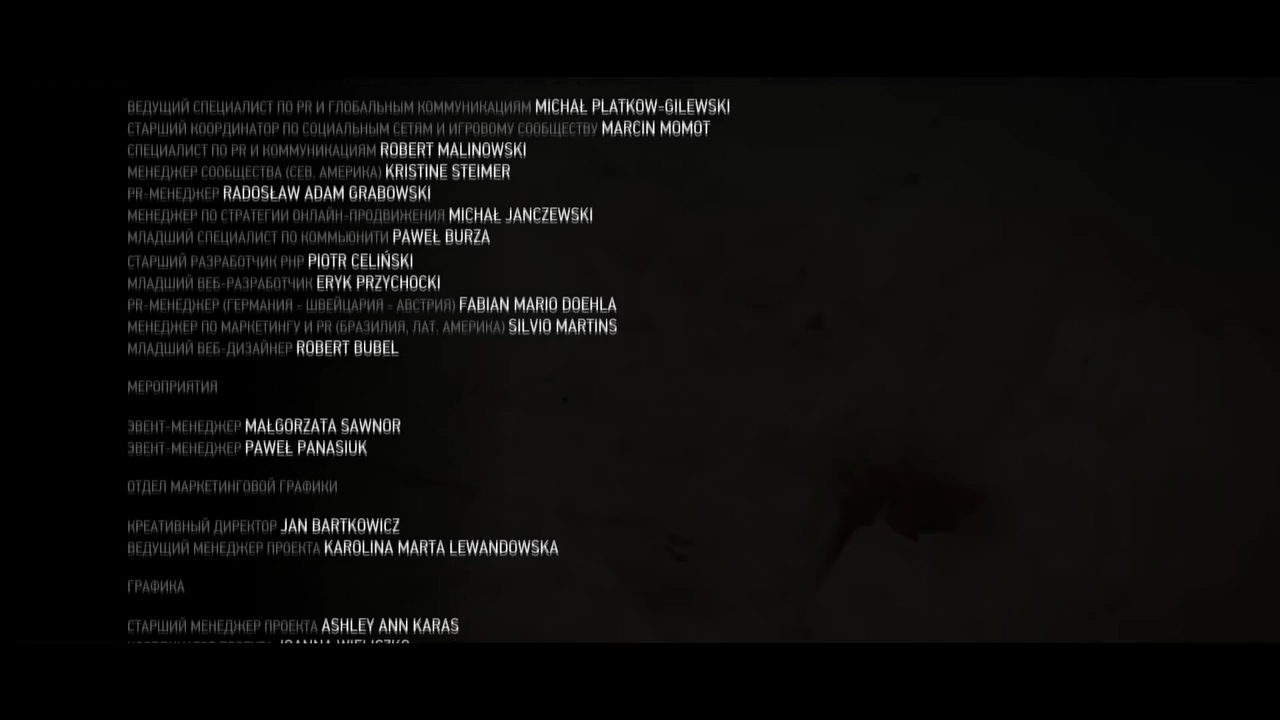 ВЕДУЩИЙ СПЕЦИАЛИСТ ПО PR И ГЛОБАЛЬНЫМ КОММУНИКАЦИЯМ MICHAŁ PLATKOW-GILEWSKI
СТАРШИЙ КООРДИНАТОР ПО СОЦИАЛЬНЫМ СЕТЯМ И ИГРОВОМУ СООБЩЕСТВУ MARCIN MOMOT
СПЕЦИАЛИСТ ПО PR И КОММУНИКАЦИЯМ ROBERT MALINOWSKI
МЕНЕДЖЕР СООБЩЕСТВА (СЕВ. АМЕРИКА) KRISTINE STEIMER
PR-МЕНЕДЖЕР RADOSŁAW ADAM GRABOWSKI
МЕНЕДЖЕР ПО СТРАТЕГИИ ОНЛАЙН-ПРОДВИЖЕНИЯ MICHAŁ JANCZEWSKI
МЛАДШИЙ СПЕЦИАЛИСТ ПО КОММЬЮНИТИ PAWEŁ BURZA
СТАРШИЙ РАЗРАБОТЧИК PHP PIOTR CELIŃSKI
МЛАДШИЙ ВЕБ-РАЗРАБОТЧИК ERYK PRZYCHOCKI
PR-МЕНЕДЖЕР (ГЕРМАНИЯ - ШВЕЙЦАРИЯ - АВСТРИЯ) FABIAN MARIO DOEHLA
МЕНЕДЖЕР ПО МАРКЕТИНГУ И PR (БРАЗИЛИЯ, ЛАТ. АМЕРИКА) SILVIO MARTINS
МЛАДШИЙ ВЕБ-ДИЗАЙНЕР ROBERT BUBEL
МЕРОПРИЯТИЯ
ЭВЕНТ-МЕНЕДЖЕР MAŁGORZATA SAWNOR
ЭВЕНТ-МЕНЕДЖЕР PAWEŁ PANASIUK
ОТДЕЛ МАРКЕТИНГОВОЙ ГРАФИКИ
КРЕАТИВНЫЙ ДИРЕКТОР JAN BARTKOWICZ
ВЕДУЩИЙ МЕНЕДЖЕР ПРОЕКТА KAROLINA MARTA LEWANDOWSKA
ГРАФИКА
СТАРШИЙ МЕНЕДЖЕР ПРОЕКТА ASHLEY ANN KARAS